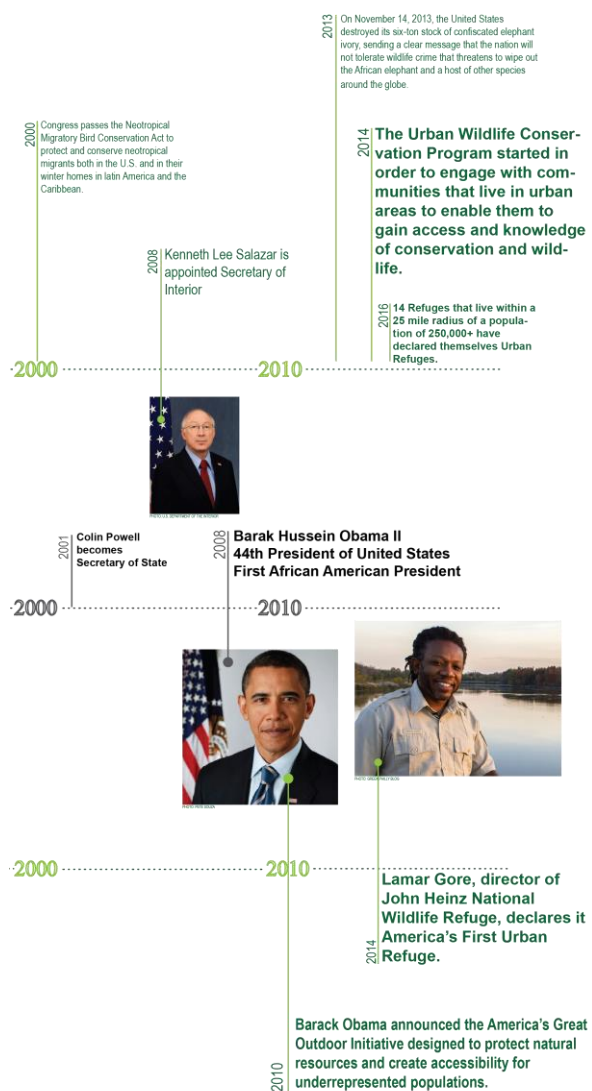 2013
On November 14, 2013, the United States
destroyed its six-ton stock of confiscated elephant
ivory, sending a clear message that the nation will
not tolerate wildlife crime that threatens to wipe out
the African elephant and a host of other species
around the globe.
2000
Congress passes the Neotropical
Migratory Bird Conservation Act to
protect and conserve neotropical
migrants both in the U.S. and in their
winter homes in latin America and the
Caribbean.
2014
The Urban Wildlife Conser-
vation Program started in
order to engage with com-
munities that live in urban
areas to enable them to
gain access and knowledge
of conservation and wild-
life.
2008
Kenneth Lee Salazar is
appointed Secretary of
Interior
2016
14 Refuges that live within a
25 mile radius of a popula-
tion of 250,000+ have
declared themselves Urban
Refuges.
2000 2010
PHOTO: U.S. DEPARTMENT OF THE INTERIOR
2001
Colin Powell
becomes
Secretary of State
2008
Barak Hussein Obama II
44th President of United States
First African American President
2000 2010
PHOTO: PETE SOUZA
2000 2010
Lamar Gore, director of
John Heinz National
Wildlife Refuge, declares it
America's First Urban
Refuge.
2014
Barack Obama announced the America's Great
Outdoor Initiative designed to protect natural
resources and create accessibility for
underrepresented populations.
2010